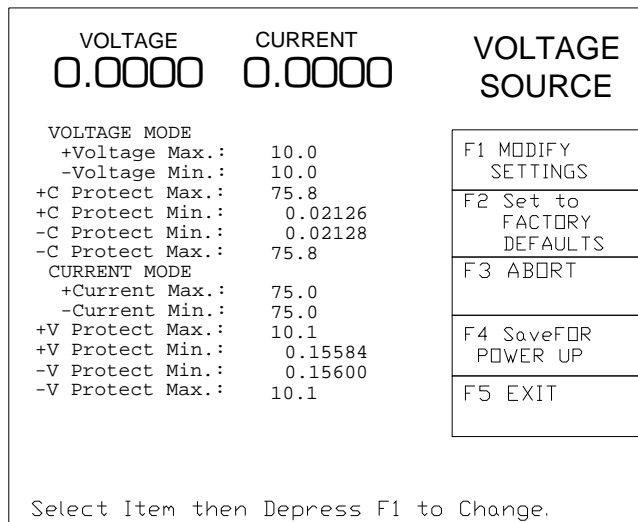 VOLTAGE CURRENT
0.0000 0.0000
VOLTAGE
SOURCE
VOLTAGE MODE
+Voltage Max.: 10.0
-Voltage Min.: 10.0
+C Protect Max.: 75.8
+C Protect Min.: 0.02126
-C Protect Min.: 0.02128
-C Protect Max.: 75.8
CURRENT MODE
+Current Max.: 75.0
-Current Min.: 75.0
+V Protect Max.: 10.1
+V Protect Min.: 0.15584
-V Protect Min.: 0.15600
-V Protect Max.: 10.1
F1 MODIFY
SETTINGS
F2 Set to
FACTORY
DEFAULTS
F3 ABORT
F4 SaveFOR
POWER UP
F5 EXIT
Select Item then Depress F1 to Change.